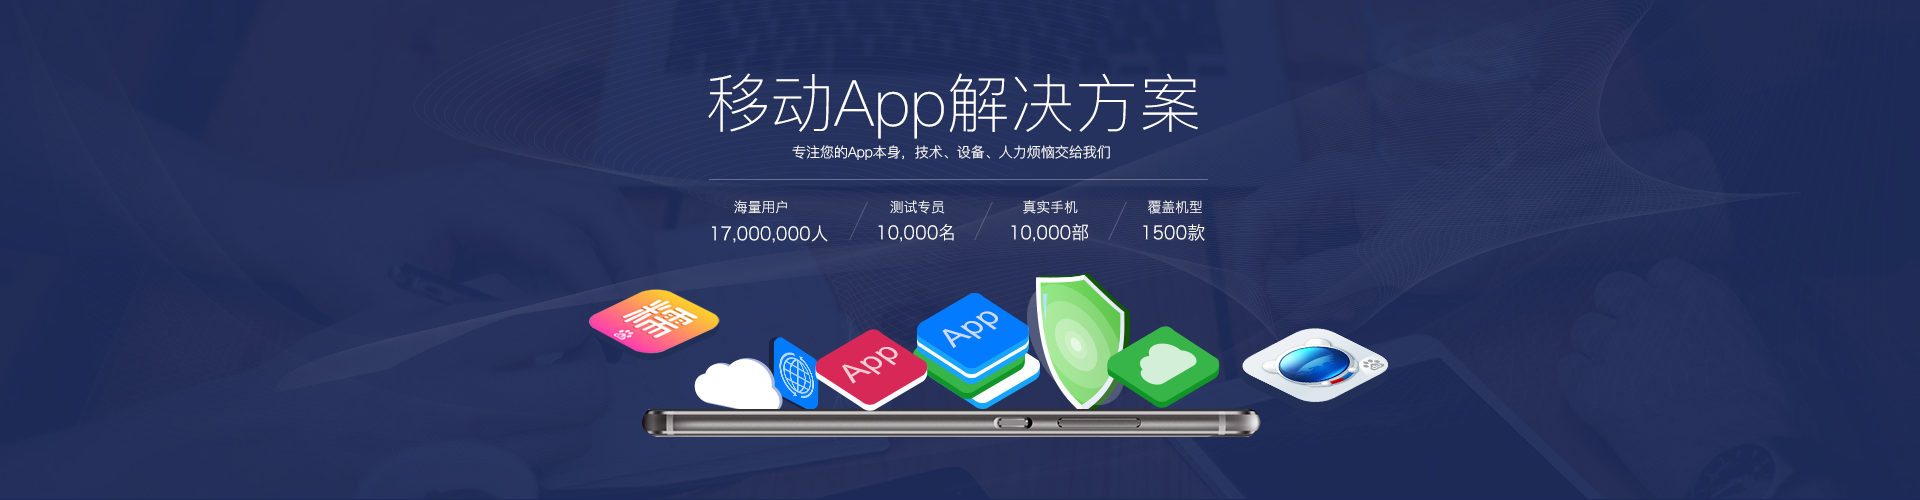 移动App解决方案
专注您的App本身，技术、设备、人力烦恼交给我们
海量用户
17,000,000人
测试专员
10,000名
真实手机
10,000部
覆盖机型
1500款
糯
App
App